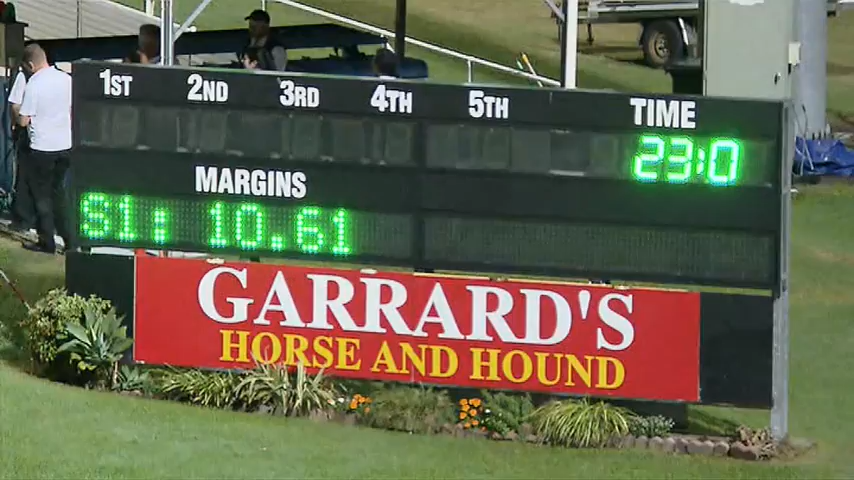 1ST 2ND 3RD 4TH 5TH TIME
23:0
MARGINS
S1: 10.61
GARRARD'S
HORSE AND HOUND